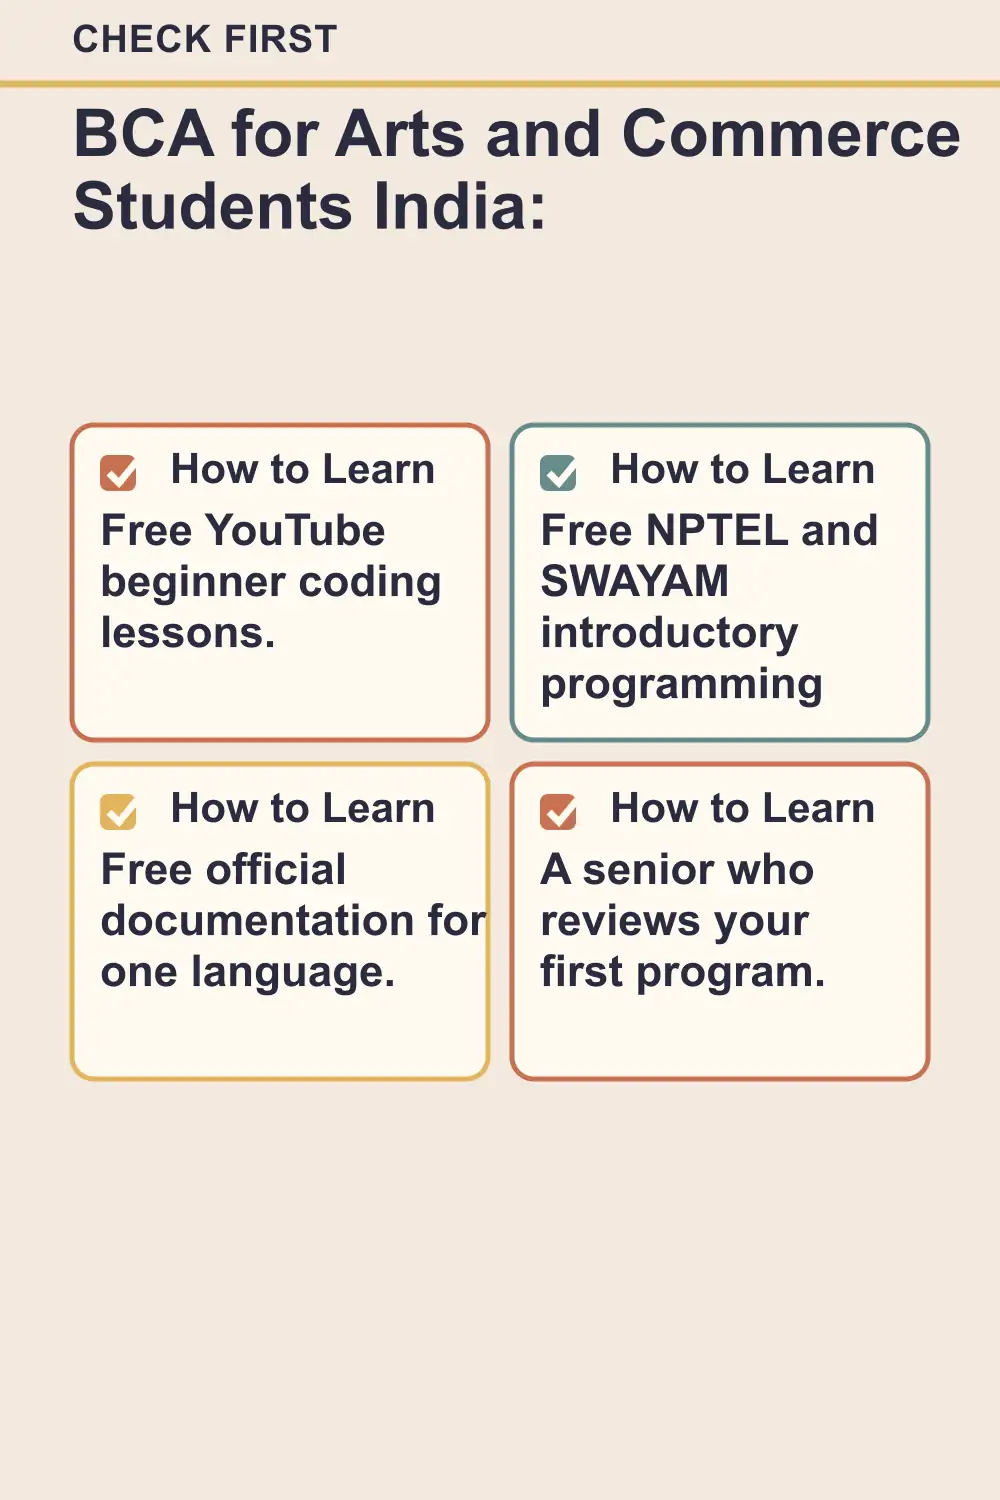 CHECK FIRST
BCA for Arts and Commerce
Students India:
How to Learn
Free YouTube
beginner coding
lessons.
How to Learn
Free NPTEL and
SWAYAM
introductory
programming
How to Learn
Free official
documentation for
one language.
How to Learn
A senior who
reviews your
first program.